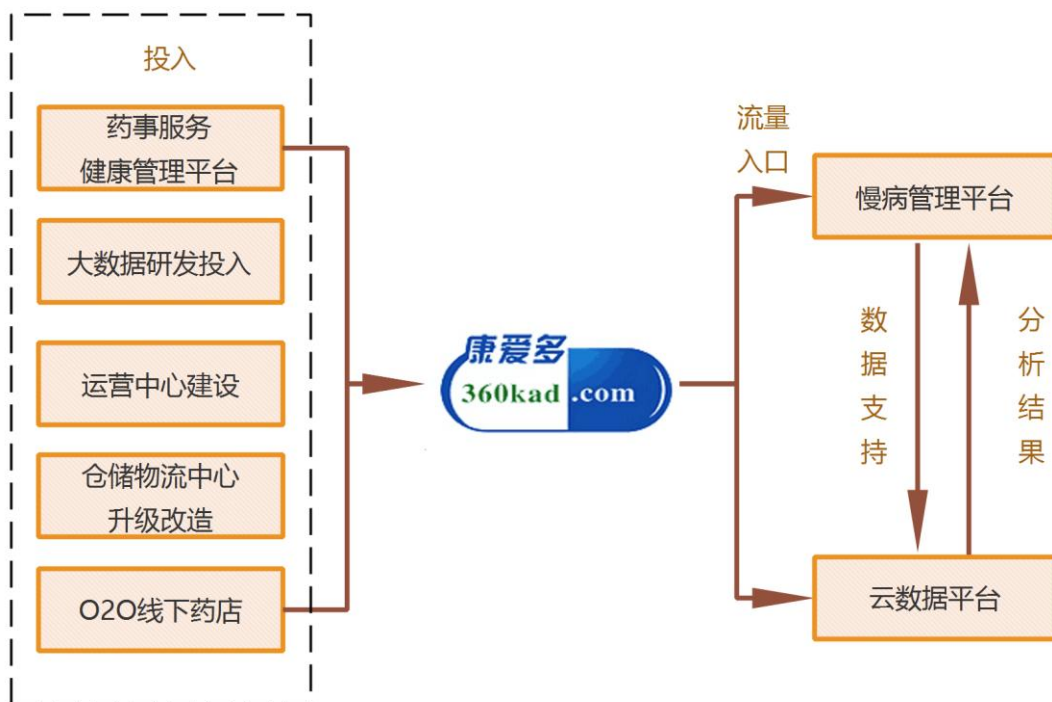 投入
药事服务
健康管理平台
大数据研发投入
运营中心建设
仓储物流中心
升级改造
O2O线下药店
康爱多
360kad.com
流量
入口
慢病管理平台
数据支持
分析结果
云数据平台